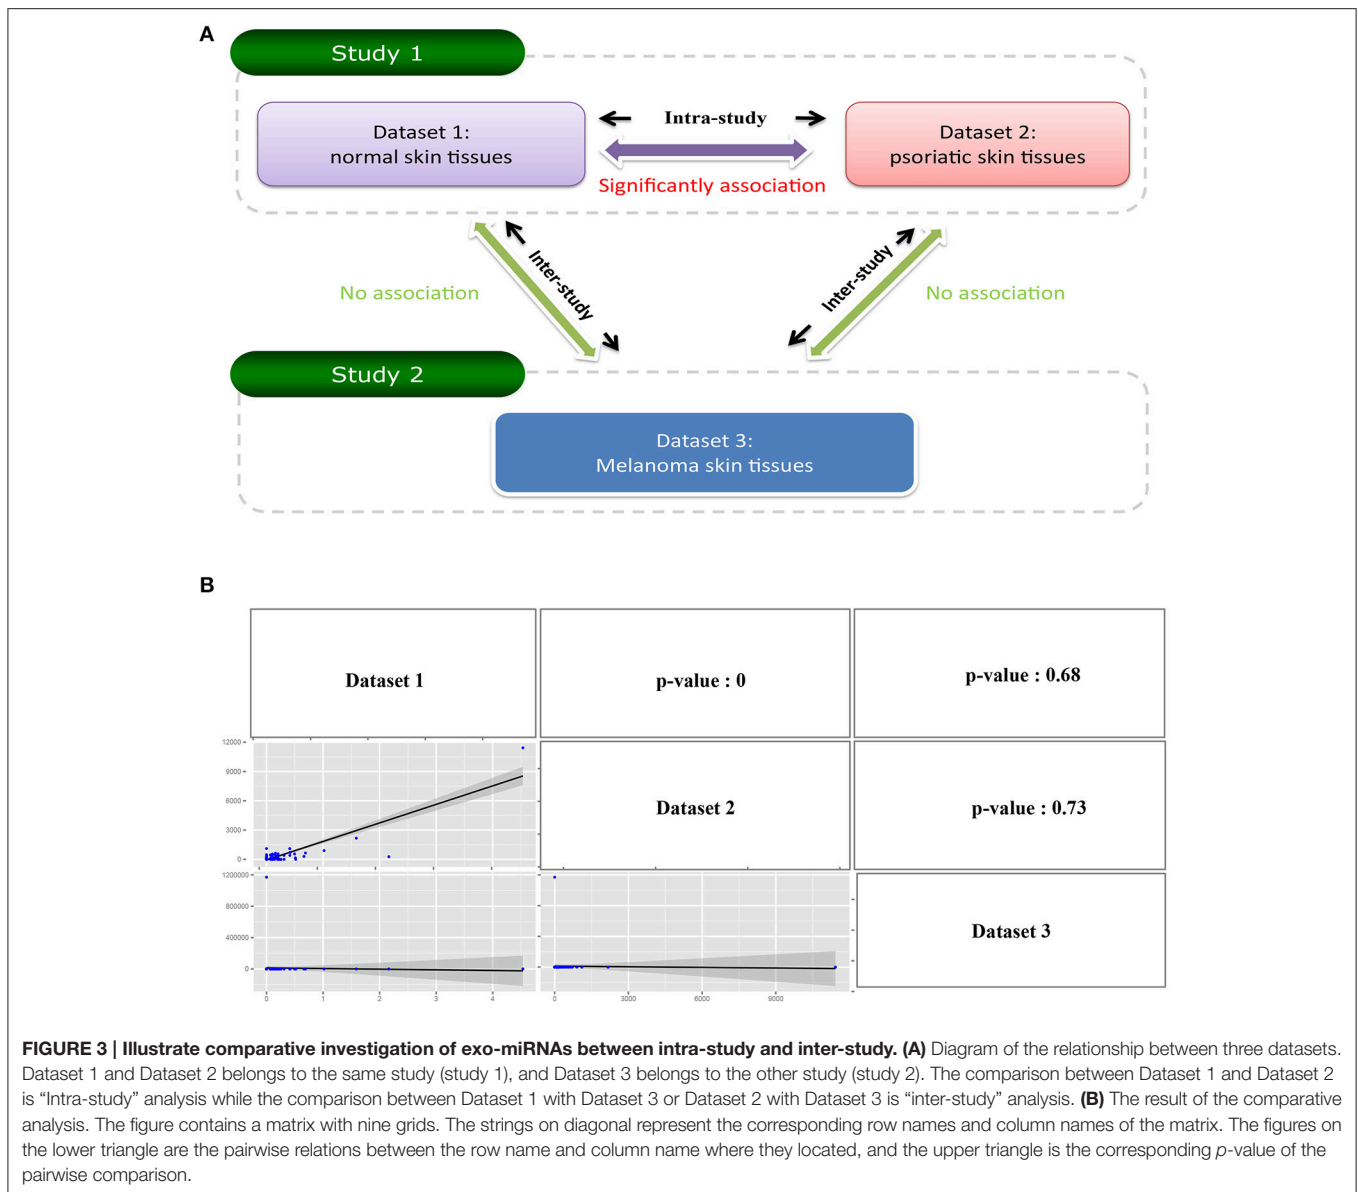 A
Study 1
Dataset 1:
normal skin tissues
Intra-study
Significantly association
Dataset 2:
psoriatic skin tissues
Inter-study
Inter-study
No association
No association
Study 2
Dataset 3:
Melanoma skin tissues
B
Dataset 1
p-value : 0
p-value : 0.68
12000
9000
6000
3000
0
Dataset 2
p-value : 0.73
1200000
800000
400000
0
Dataset 3
0 1 2 3 4
0 3000 6000 9000
FIGURE 3 | Illustrate comparative investigation of exo-miRNAs between intra-study and inter-study. (A) Diagram of the relationship between three datasets.
Dataset 1 and Dataset 2 belongs to the same study (study 1), and Dataset 3 belongs to the other study (study 2). The comparison between Dataset 1 and Dataset 2
is “Intra-study” analysis while the comparison between Dataset 1 with Dataset 3 or Dataset 2 with Dataset 3 is “inter-study” analysis. (B) The result of the comparative
analysis. The figure contains a matrix with nine grids. The strings on diagonal represent the corresponding row names and column names of the matrix. The figures on
the lower triangle are the pairwise relations between the row name and column name where they located, and the upper triangle is the corresponding p-value of the
pairwise comparison.